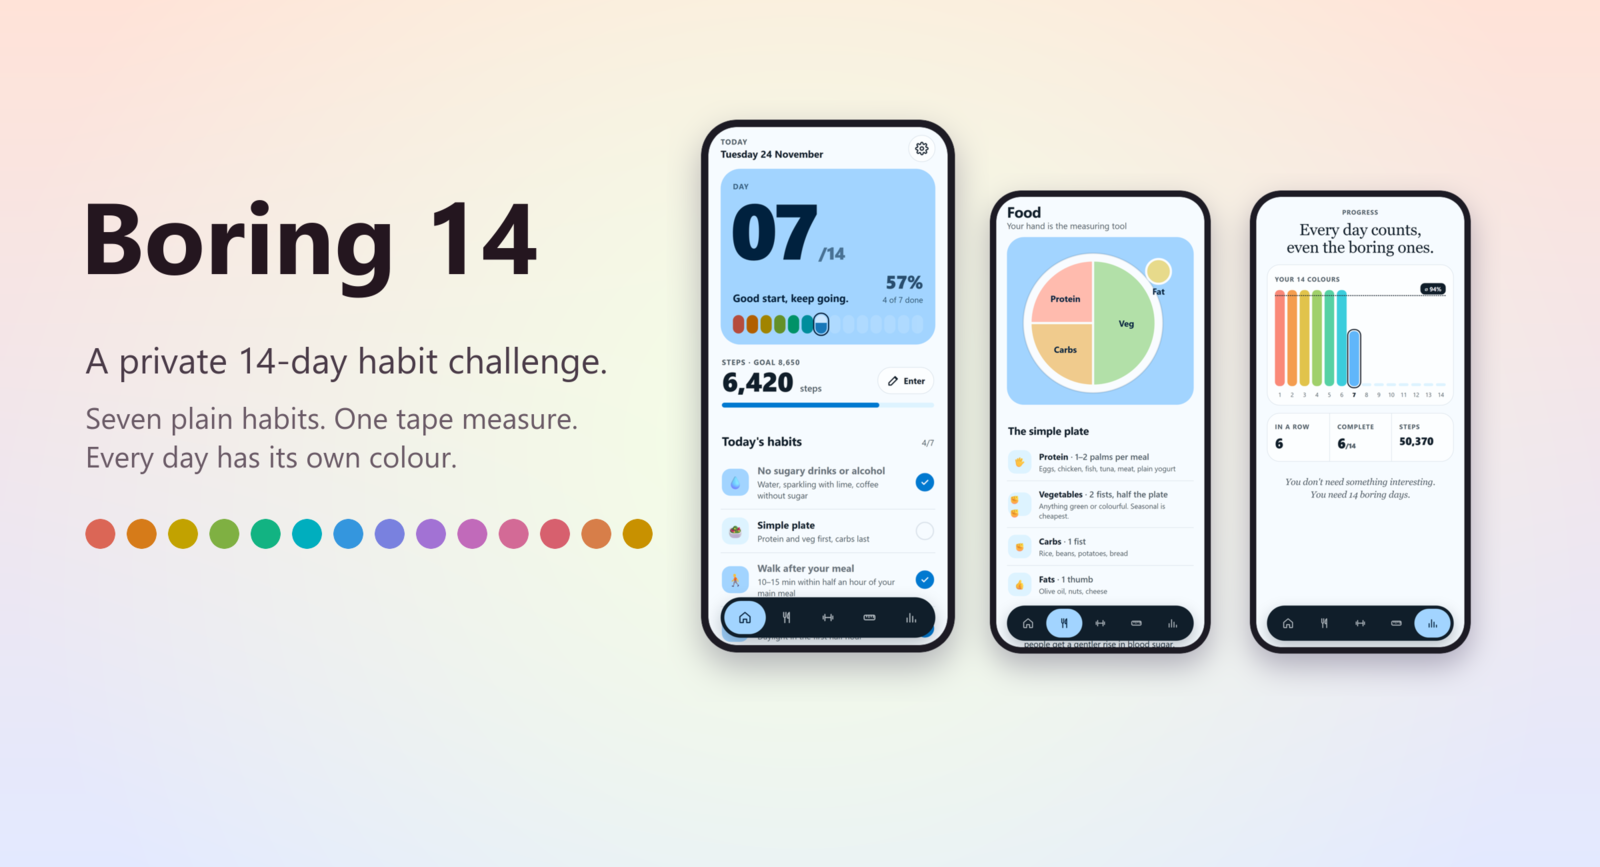 Boring 14
A private 14-day habit challenge.
Seven plain habits. One tape measure.
Every day has its own colour.
TODAY
Tuesday 24 November
DAY
07 /14
57%
Good start, keep going.
4 of 7 done
STEPS · GOAL 8,650
6,420 steps
Enter
Today's habits
4/7
No sugary drinks or alcohol
Water, sparkling with lime, coffee
without sugar
Simple plate
Protein and veg first, carbs last
Walk after your meal
10–15 min within half an hour of your
main meal
Food
Your hand is the measuring tool
Protein
Veg
Carbs
Fat
The simple plate
Protein · 1–2 palms per meal
Eggs, chicken, fish, tuna, meat, plain yogurt
Vegetables · 2 fists, half the plate
Anything green or colourful. Seasonal is
cheapest.
Carbs · 1 fist
Rice, beans, potatoes, bread
Fats · 1 thumb
Olive oil, nuts, cheese
people get a gentler rise in blood sugar.
PROGRESS
Every day counts,
even the boring ones.
YOUR 14 COLOURS
⌀ 94%
1 2 3 4 5 6 7 8 9 10 11 12 13 14
IN A ROW
6
COMPLETE
6/14
STEPS
50,370
You don't need something interesting.
You need 14 boring days.